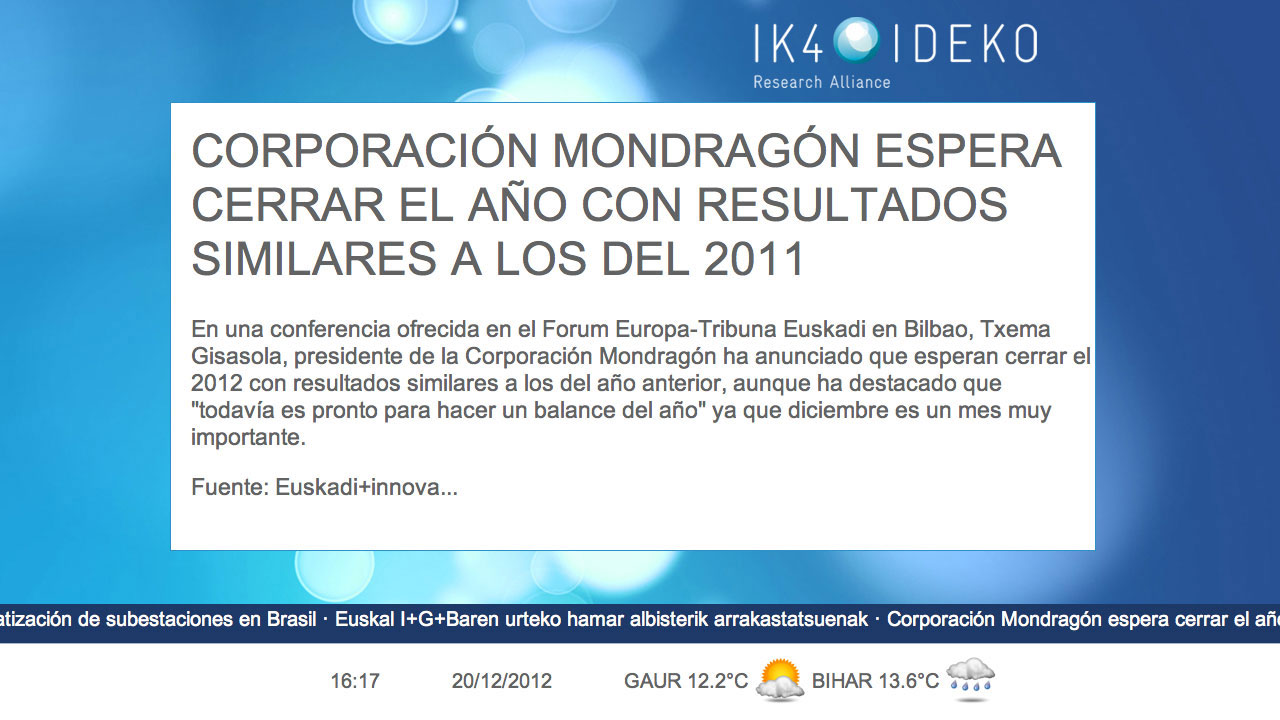 IK4 IDEKO
Research Alliance
CORPORACIÓN MONDRAGÓN ESPERA
CERRAR EL AÑO CON RESULTADOS
SIMILARES A LOS DEL 2011
En una conferencia ofrecida en el Forum Europa-Tribuna Euskadi en Bilbao, Txema
Gisasola, presidente de la Corporación Mondragón ha anunciado que esperan cerrar el
2012 con resultados similares a los del año anterior, aunque ha destacado que
"todavía es pronto para hacer un balance del año" ya que diciembre es un mes muy
importante.
Fuente: Euskadi+innova...
atización de subestaciones en Brasil · Euskal I+G+Baren urteko hamar albisterik arrakastatsuenak · Corporación Mondragón espera cerrar el año
16:17 20/12/2012 GAUR 12.2°C BIHAR 13.6°C